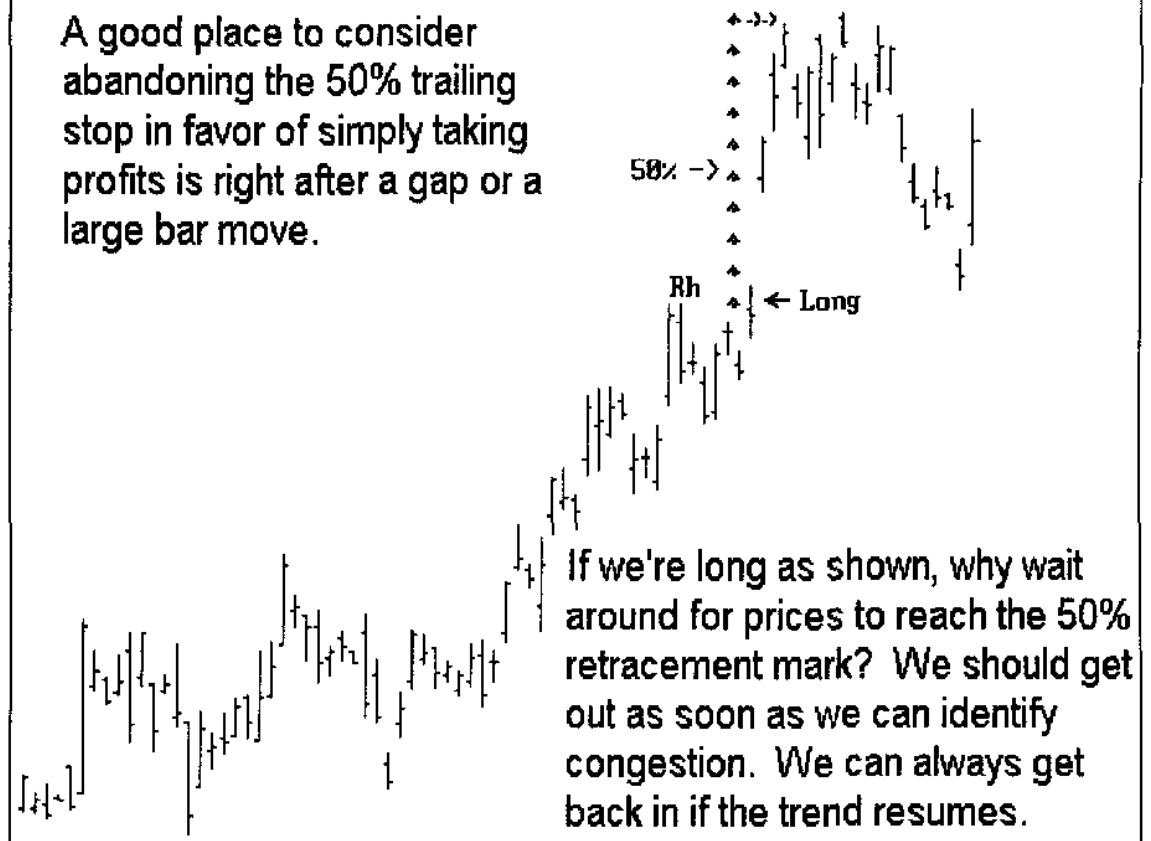 A good place to consider
abandoning the 50% trailing
stop in favor of simply taking
profits is right after a gap or a
large bar move.
50% ->
Rh
← Long
If we're long as shown, why wait
around for prices to reach the 50%
retracement mark? We should get
out as soon as we can identify
congestion. We can always get
back in if the trend resumes.